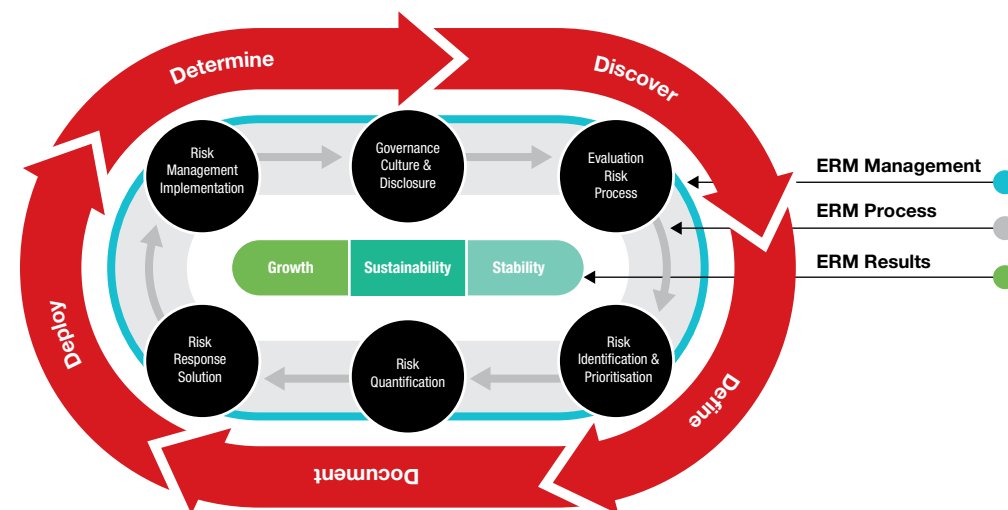 Determine
Discover
Risk
Management
Implementation
Governance
Culture &
Disclosure
Evaluation
Risk
Process
ERM Management
ERM Process
ERM Results
Growth
Sustainability
Stability
Deploy
Risk
Response
Solution
Risk
Quantification
Risk
Identification &
Prioritisation
Define
Document